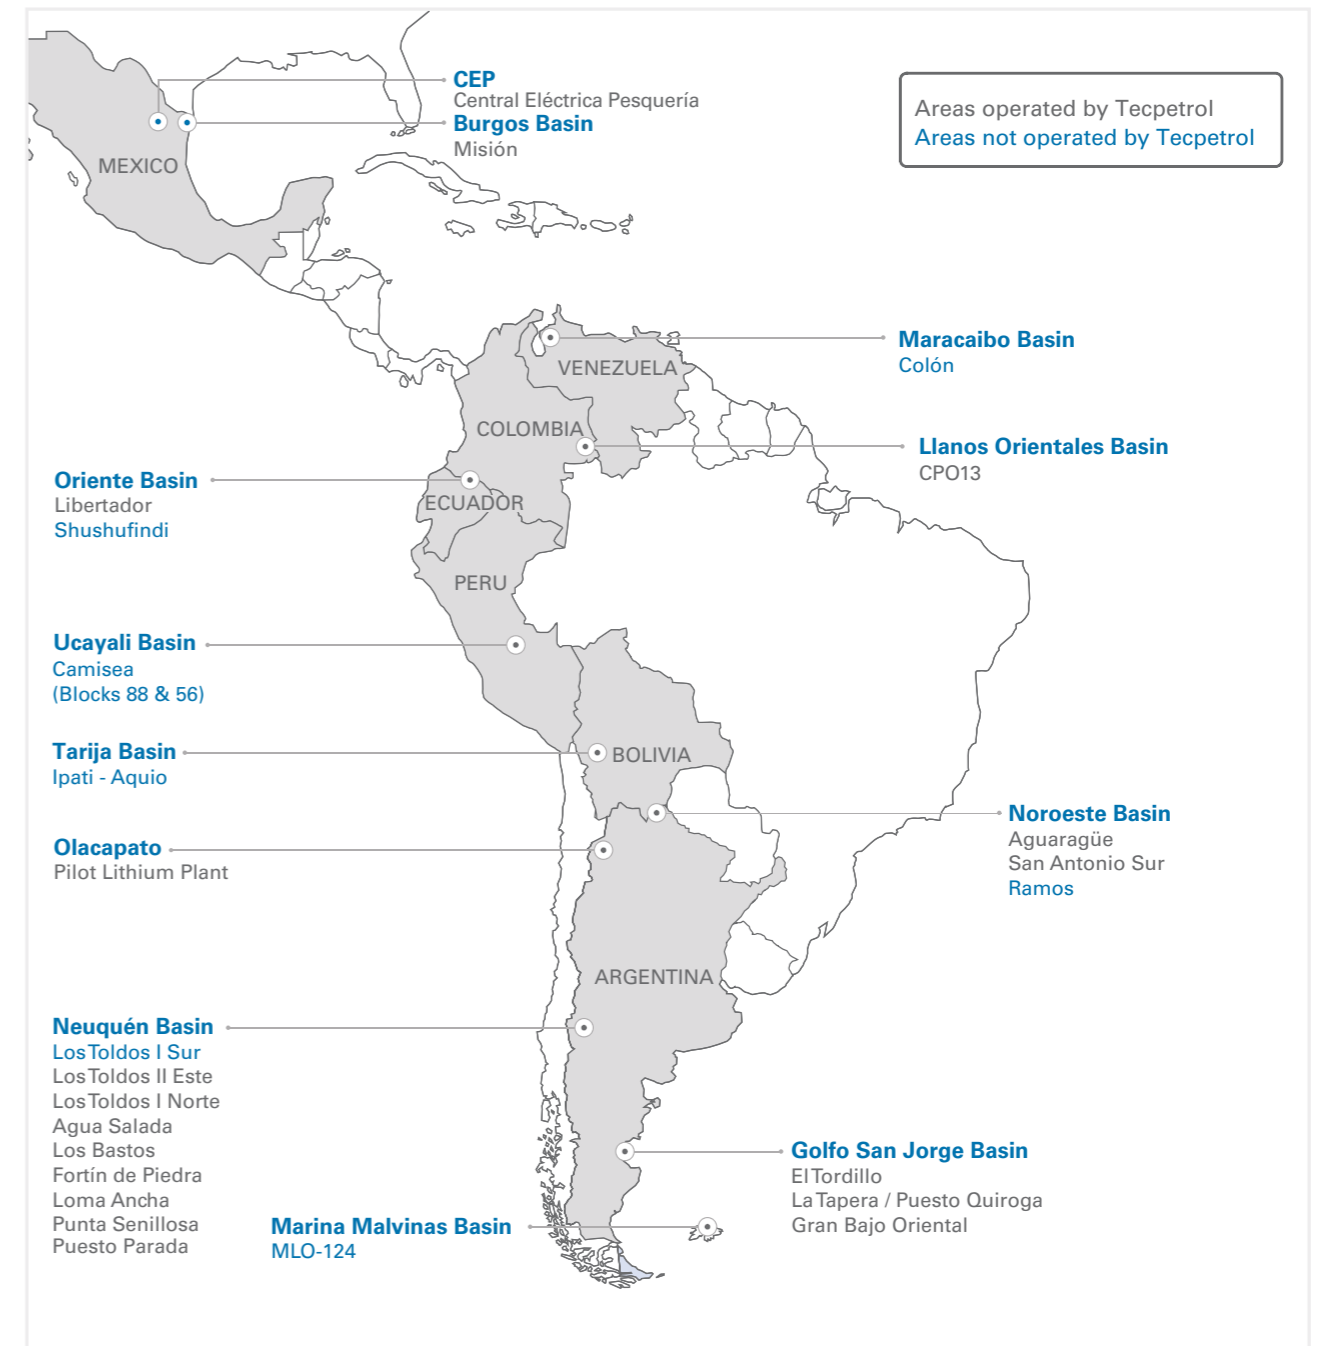 CEP
Central Eléctrica Pesquería
Burgos Basin
Misión
Areas operated by Tecpetrol
Areas not operated by Tecpetrol
MEXICO
Maracaibo Basin
Colón
VENEZUELA
COLOMBIA
Llanos Orientales Basin
CPO13
Oriente Basin
Libertador
Shushufindi
ECUADOR
PERU
Ucayali Basin
Camisea
(Blocks 88 & 56)
Tarija Basin
Ipati - Aquio
BOLIVIA
Noroeste Basin
Aguaragüe
San Antonio Sur
Ramos
Olacapato
Pilot Lithium Plant
ARGENTINA
Neuquén Basin
Los Toldos I Sur
Los Toldos II Este
Los Toldos I Norte
Agua Salada
Los Bastos
Fortín de Piedra
Loma Ancha
Punta Senillosa
Puesto Parada
Golfo San Jorge Basin
El Tordillo
La Tapera / Puesto Quiroga
Gran Bajo Oriental
Marina Malvinas Basin
MLO-124